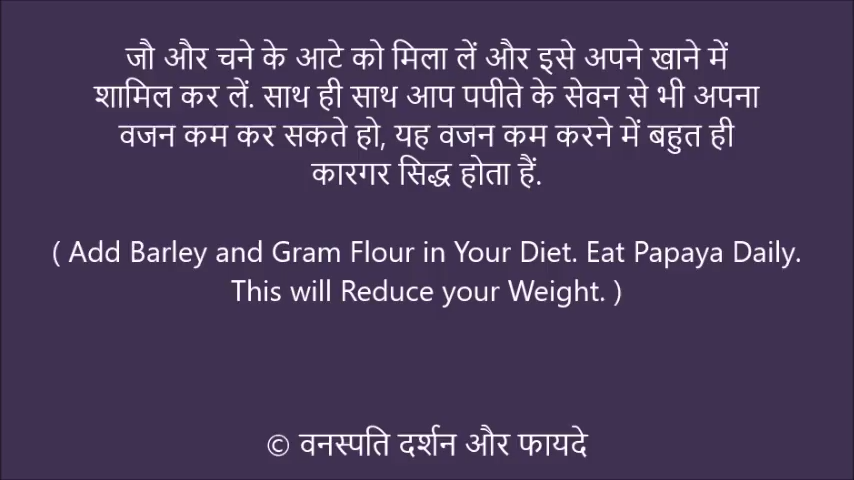 जौ और चने के आटे को मिला लें और इसे अपने खाने में
शामिल कर लें. साथ ही साथ आप पपीते के सेवन से भी अपना
वजन कम कर सकते हो, यह वजन कम करने में बहुत ही
कारगर सिद्ध होता हैं.
( Add Barley and Gram Flour in Your Diet. Eat Papaya Daily.
This will Reduce your Weight. )
© वनस्पति दर्शन और फायदे